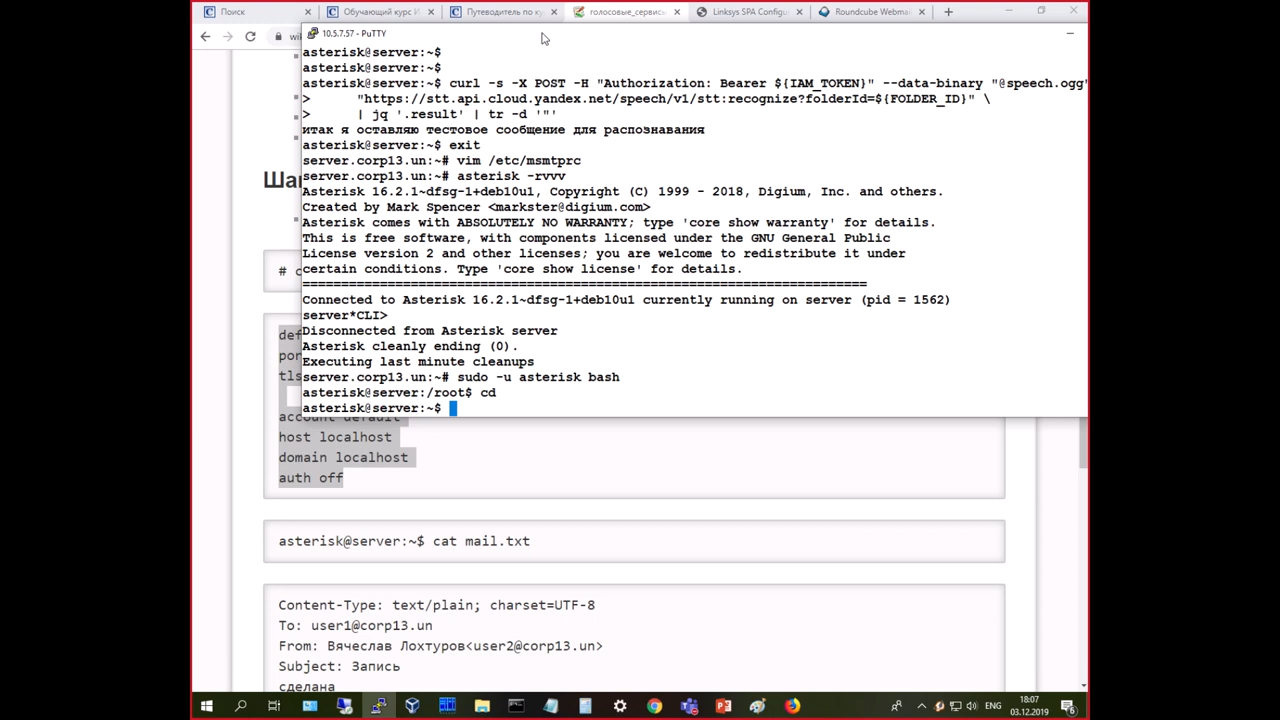 Поиск
Обучающий курс И
Путеводитель по ку
голосовые_сервисы
Linksys SPA Configu
Roundcube Webmai
wik
10.5.7.57 - PuTTY
asterisk@server:~$
asterisk@server:~$
asterisk@server:~$ curl -s -X POST -H "Authorization: Bearer ${IAM_TOKEN}" --data-binary "@speech.ogg"
>      "https://stt.api.cloud.yandex.net/speech/v1/stt:recognize?folderId=${FOLDER_ID}" \
>      | jq '.result' | tr -d '"'
итак я оставляю тестовое сообщение для распознавания
asterisk@server:~$ exit
server.corp13.un:~# vim /etc/msmtprc
server.corp13.un:~# asterisk -rvvv
Asterisk 16.2.1~dfsg-1+deb10u1, Copyright (C) 1999 - 2018, Digium, Inc. and others.
Created by Mark Spencer <markster@digium.com>
Asterisk comes with ABSOLUTELY NO WARRANTY; type 'core show warranty' for details.
This is free software, with components licensed under the GNU General Public
License version 2 and other licenses; you are welcome to redistribute it under
certain conditions. Type 'core show license' for details.
=========================================================================
Connected to Asterisk 16.2.1~dfsg-1+deb10u1 currently running on server (pid = 1562)
server*CLI>
Disconnected from Asterisk server
Asterisk cleanly ending (0).
Executing last minute cleanups
server.corp13.un:~# sudo -u asterisk bash
asterisk@server:/root$ cd
asterisk@server:~$
Шаг
# c
def
por
tls
account default
host localhost
domain localhost
auth off
asterisk@server:~$ cat mail.txt
Content-Type: text/plain; charset=UTF-8
To: user1@corp13.un
From: Вячеслав Лохтуров<user2@corp13.un>
Subject: Запись
сделана
ENG
18:07
03.12.2019